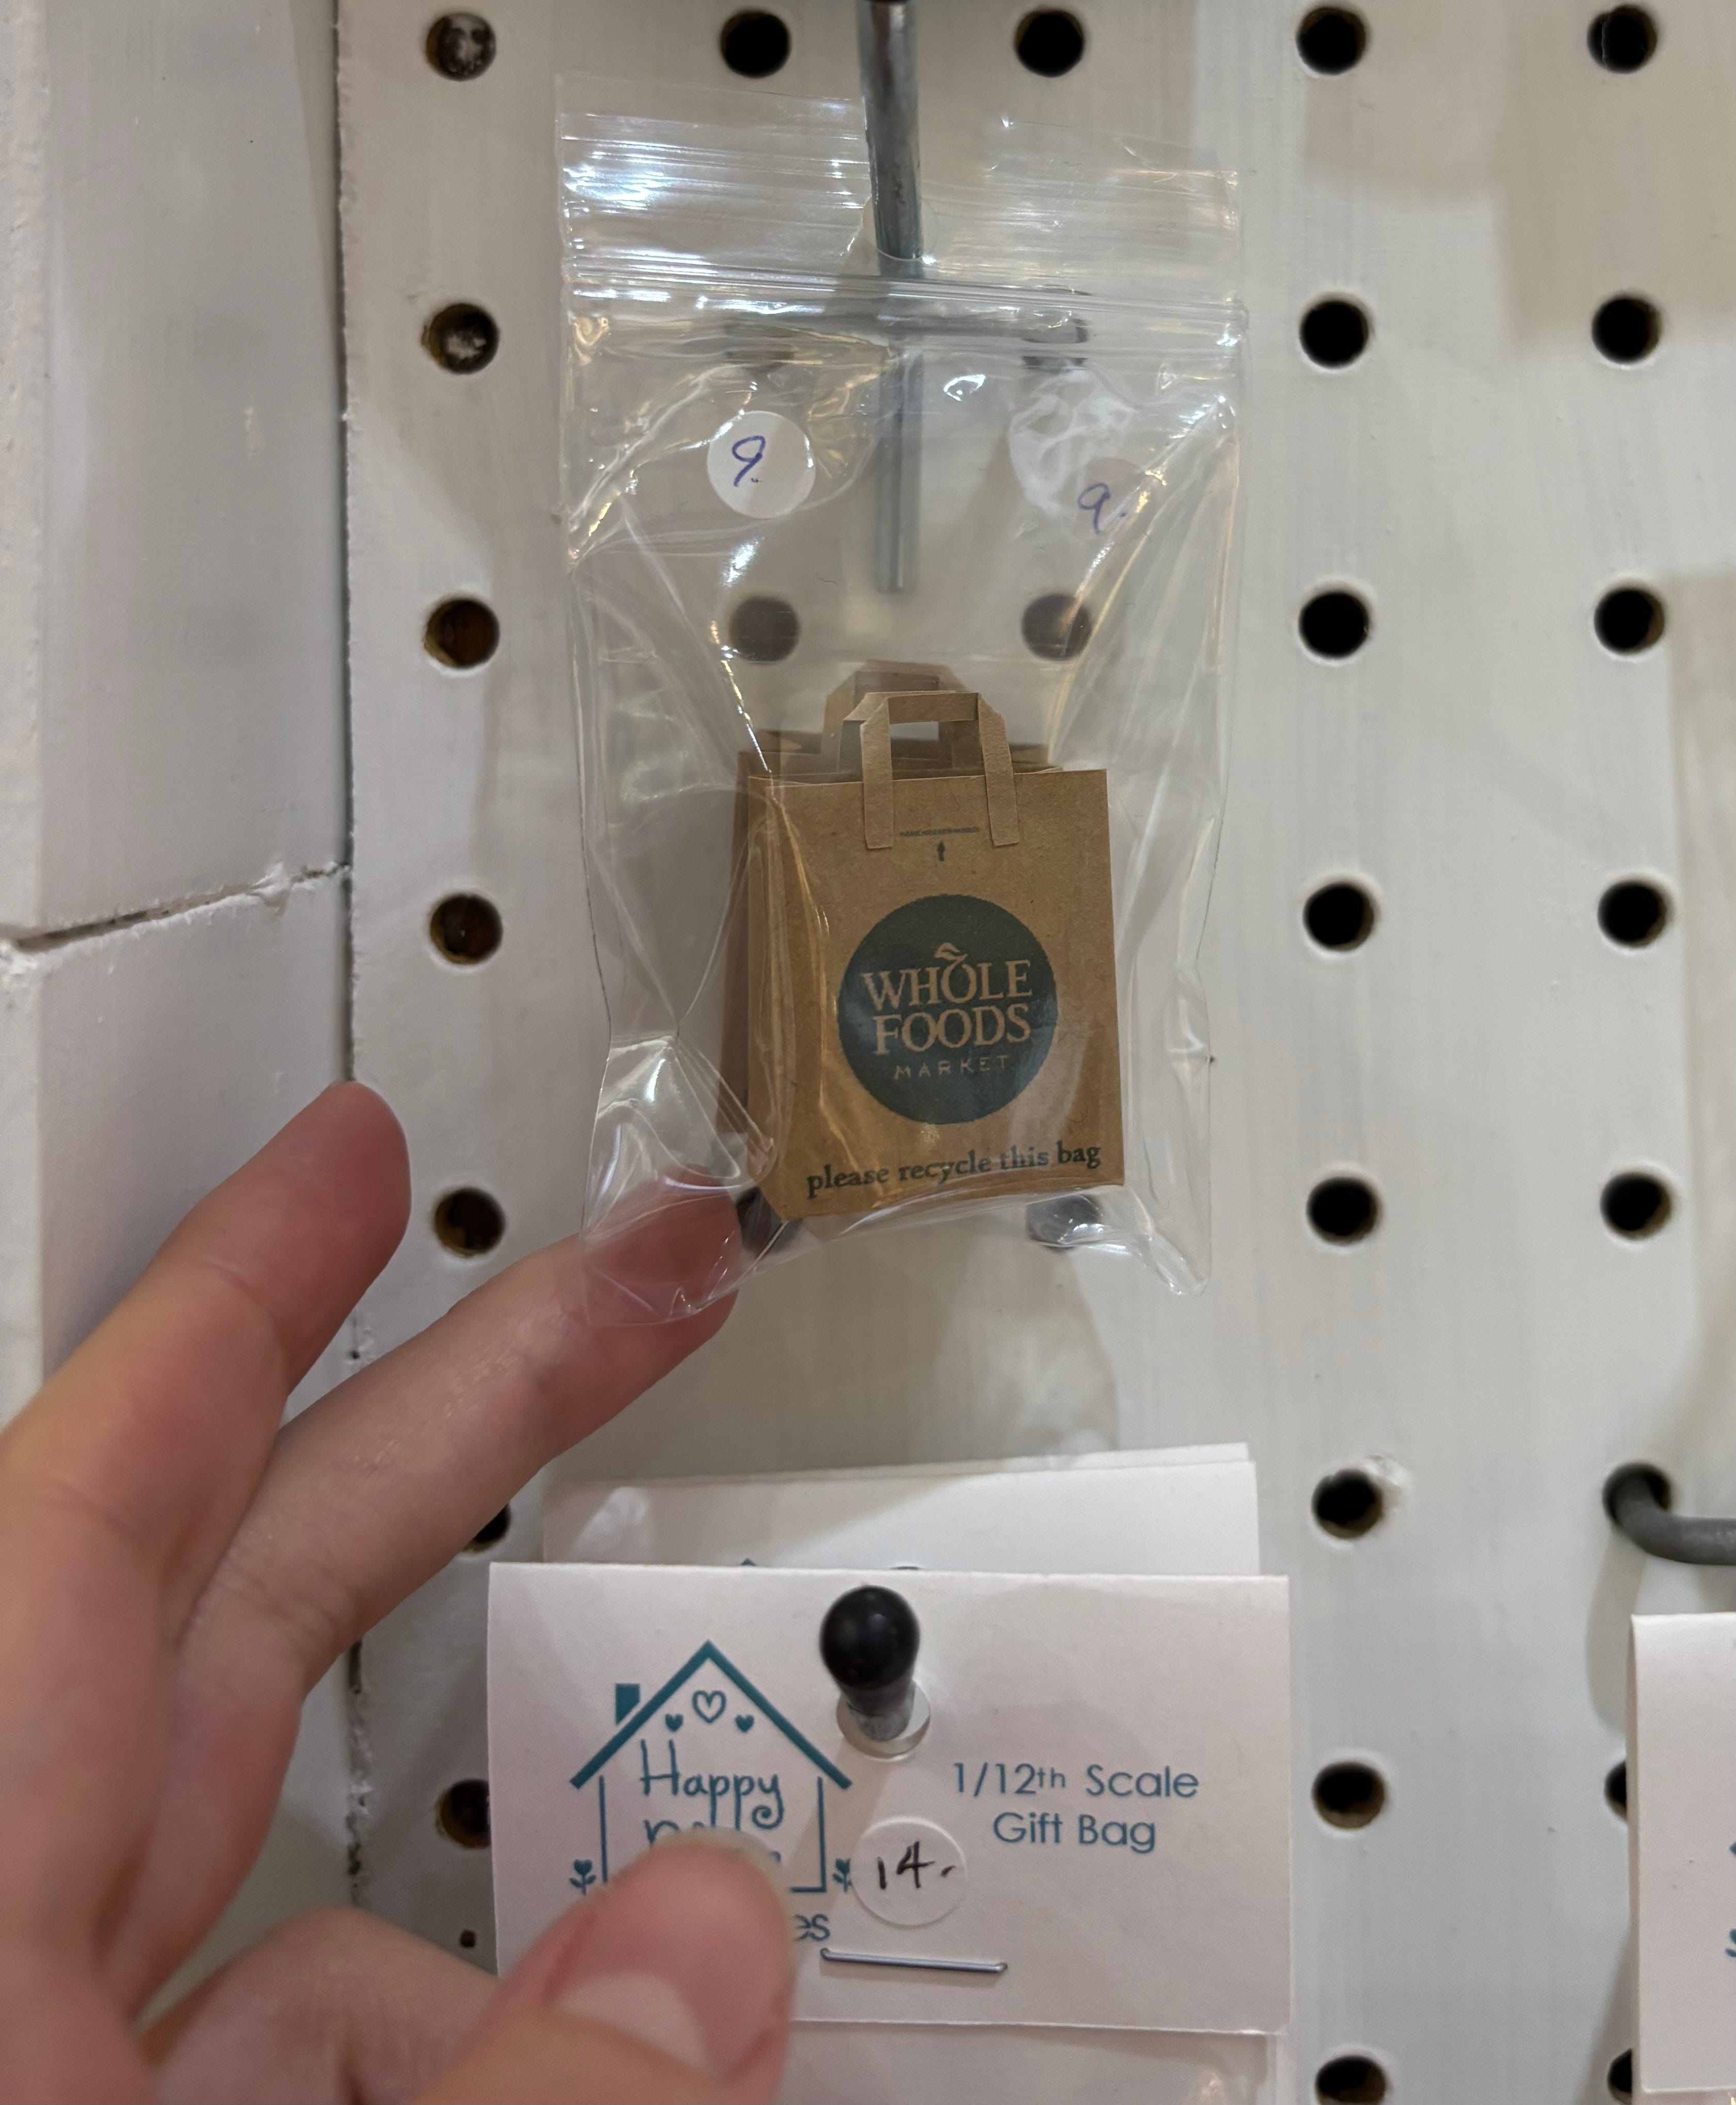 9.
9.
WHOLE
FOODS
MARKET
please recycle this bag
Happy
1/12th Scale
Gift Bag
14.